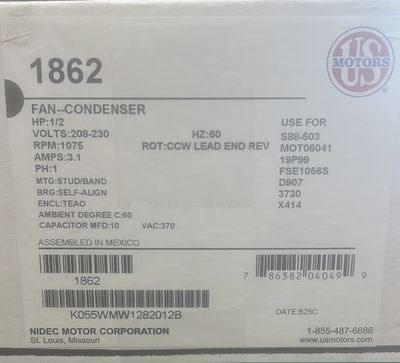 1862
US
MOTORS
FAN--CONDENSER
HP:1/2
VOLTS:208-230 HZ:60
RPM:1075 ROT:CCW LEAD END REV
AMPS:3.1
PH:1
MTG:STUD/BAND
BRG:SELF-ALIGN
ENCL:TEAO
AMBIENT DEGREE C:60
CAPACITOR MFD:10 VAC:370
USE FOR
S88-503
MOT06041
19P99
FSE1056S
D907
3730
X414
ASSEMBLED IN MEXICO
1862
7 86382 04049 9
K055WMW1282012B
DATE:B25C
NIDEC MOTOR CORPORATION
St. Louis, Missouri
1-855-487-6686
www.usmotors.com